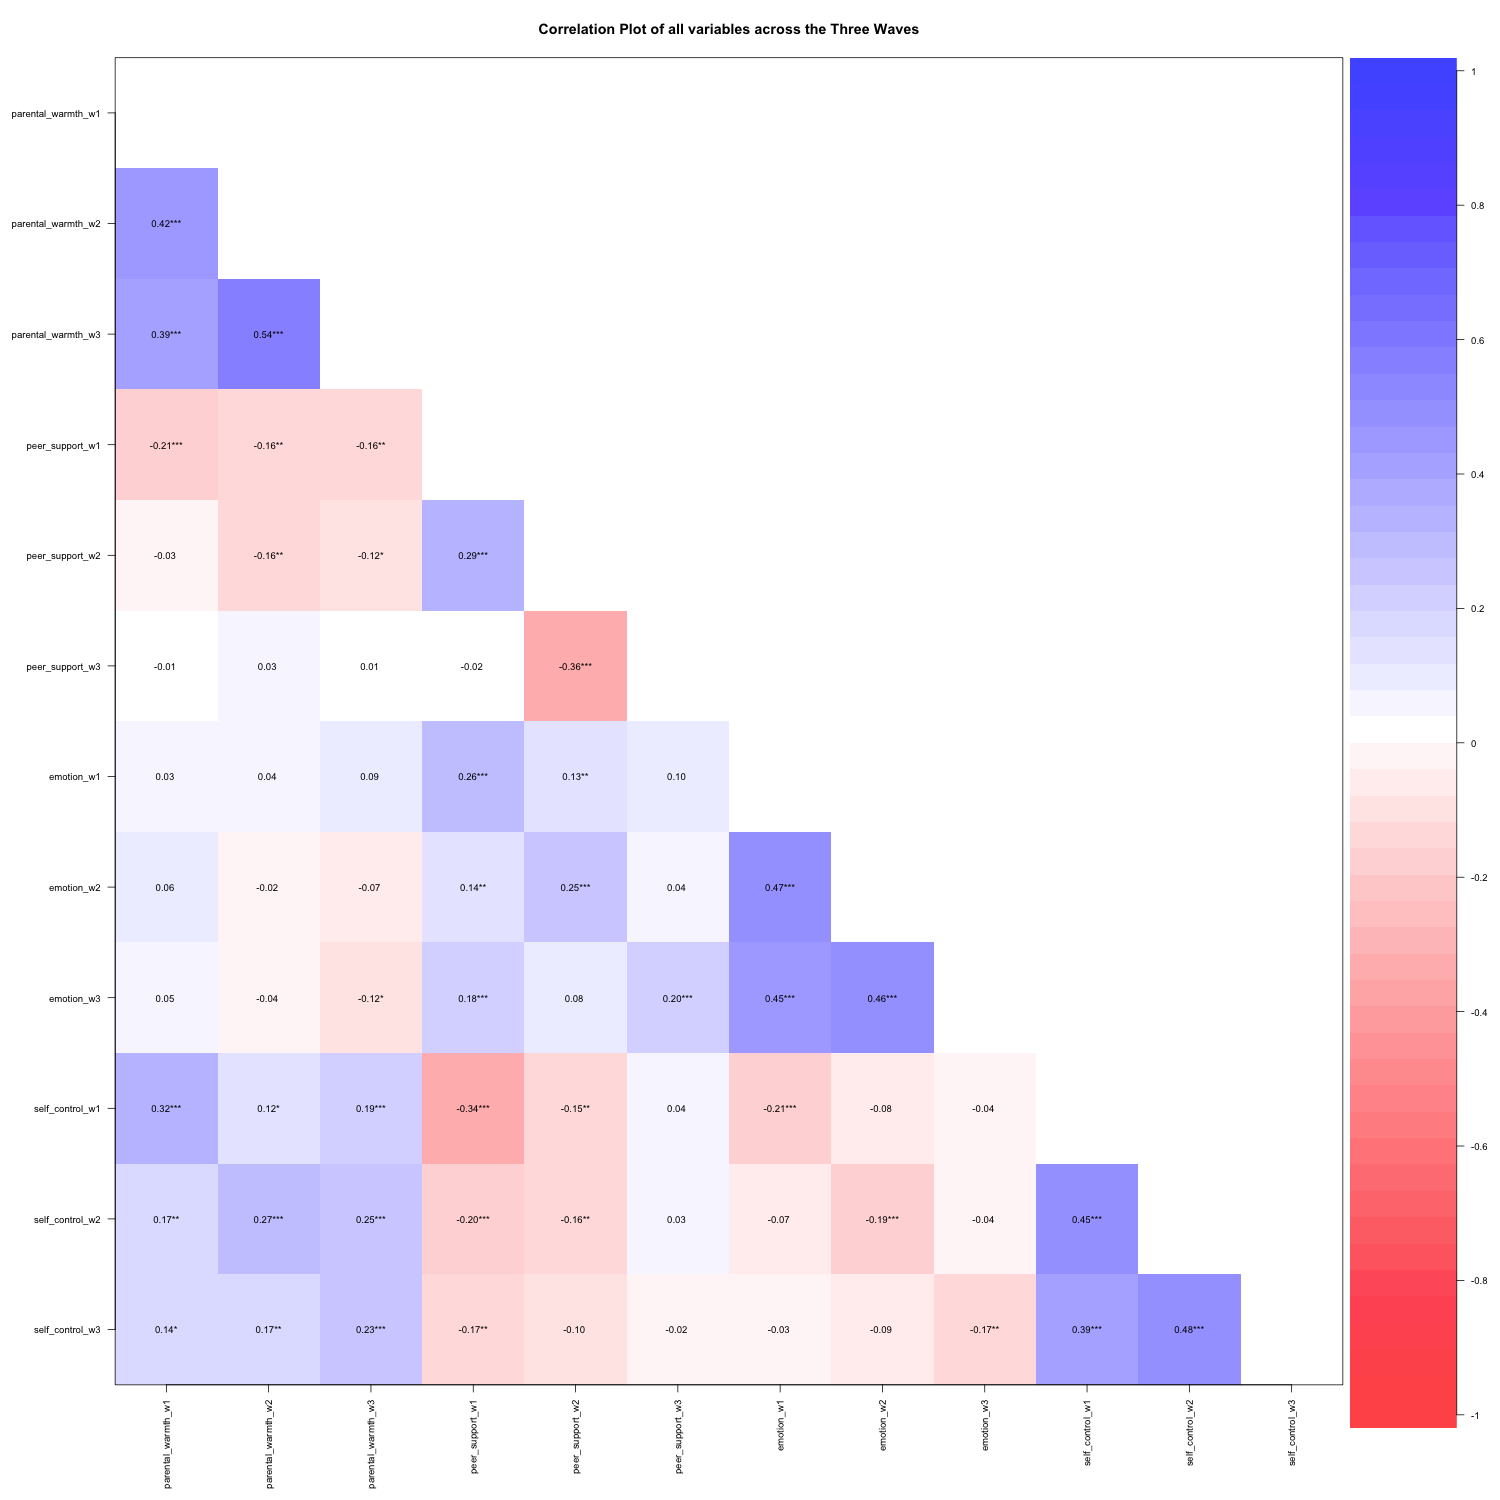 Correlation Plot of all variables across the Three Waves
parental_warmth_w1
parental_warmth_w2 0.42***
parental_warmth_w3 0.39*** 0.54***
peer_support_w1 -0.21*** -0.16** -0.16**
peer_support_w2 -0.03 -0.16** -0.12* 0.29***
peer_support_w3 -0.01 0.03 0.01 -0.02 -0.36***
emotion_w1 0.03 0.04 0.09 0.26*** 0.13** 0.10
emotion_w2 0.06 -0.02 -0.07 0.14** 0.25*** 0.04 0.47***
emotion_w3 0.05 -0.04 -0.12* 0.18*** 0.08 0.20*** 0.45*** 0.46***
self_control_w1 0.32*** 0.12* 0.19*** -0.34*** -0.15** 0.04 -0.21*** -0.08 -0.04
self_control_w2 0.17** 0.27*** 0.25*** -0.20*** -0.16** 0.03 -0.07 -0.19*** -0.04 0.45***
self_control_w3 0.14* 0.17** 0.23*** -0.17** -0.10 -0.02 -0.03 -0.09 -0.17** 0.39*** 0.48***
parental_warmth_w1
parental_warmth_w2
parental_warmth_w3
peer_support_w1
peer_support_w2
peer_support_w3
emotion_w1
emotion_w2
emotion_w3
self_control_w1
self_control_w2
self_control_w3
1
0.8
0.6
0.4
0.2
0
-0.2
-0.4
-0.6
-0.8
-1